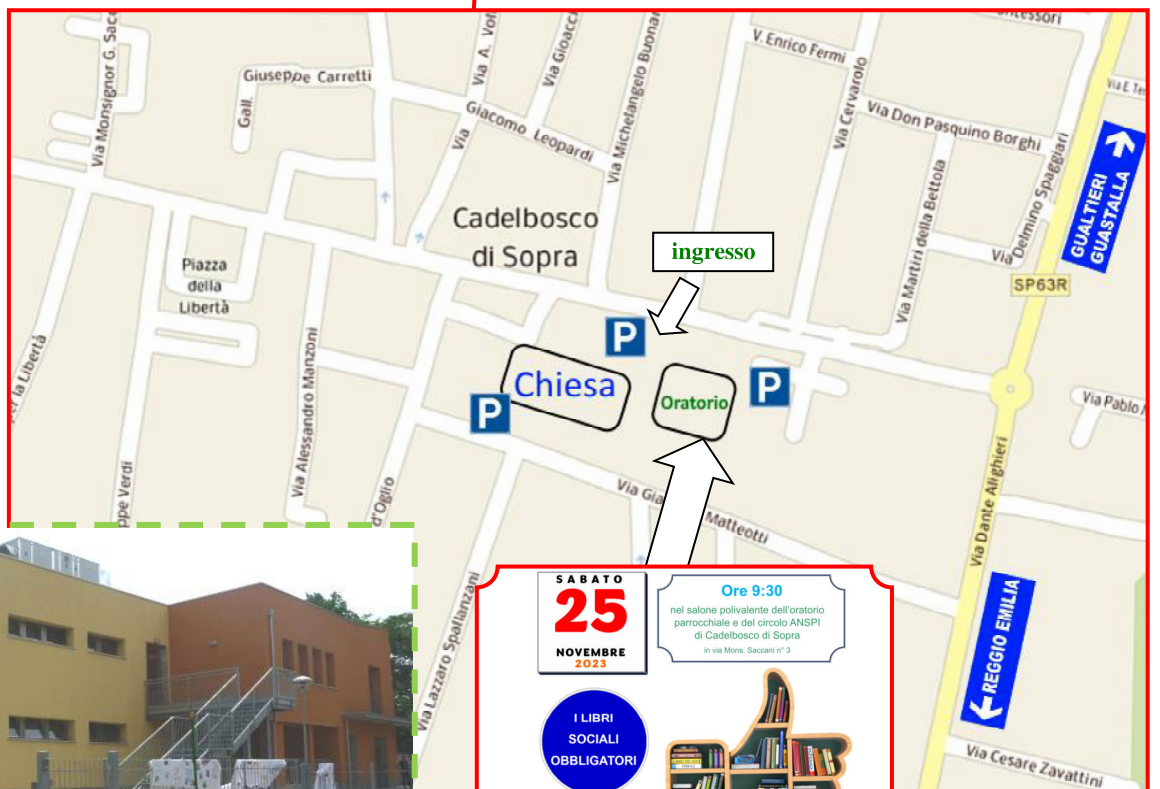 Via Monsignor G. Sacc
Giuseppe Carretti
Gall.
Via A. Volt
Via
Via Gioacc
Giacomo Leopardi
Via Michelangelo Buonar
V. Enrico Fermi
Via Cervarolo
Via Don Pasquino Borghi
Via E. Te
Via Delmino Spaggiari
Via Martiri della Bettola
GUALTIERI
GUASTALLA
SP63R
Cadelbosco
di Sopra
ingresso
Piazza
della
Libertà
P
Chiesa
P
Oratorio
P
Via Pablo
er la Libertà
Via Alessandro Manzoni
ppe Verdi
d'Oglio
Via Gia
Matteotti
Via Dante Alighieri
Via Lazzaro Spallanzani
REGGIO EMILIA
Via Cesare Zavattini
SABATO
25
NOVEMBRE
2023
Ore 9:30
nel salone polivalente dell'oratorio
parrocchiale e del circolo ANSPI
di Cadelbosco di Sopra
in via Mons. Saccani n° 3
I LIBRI
SOCIALI
OBBLIGATORI